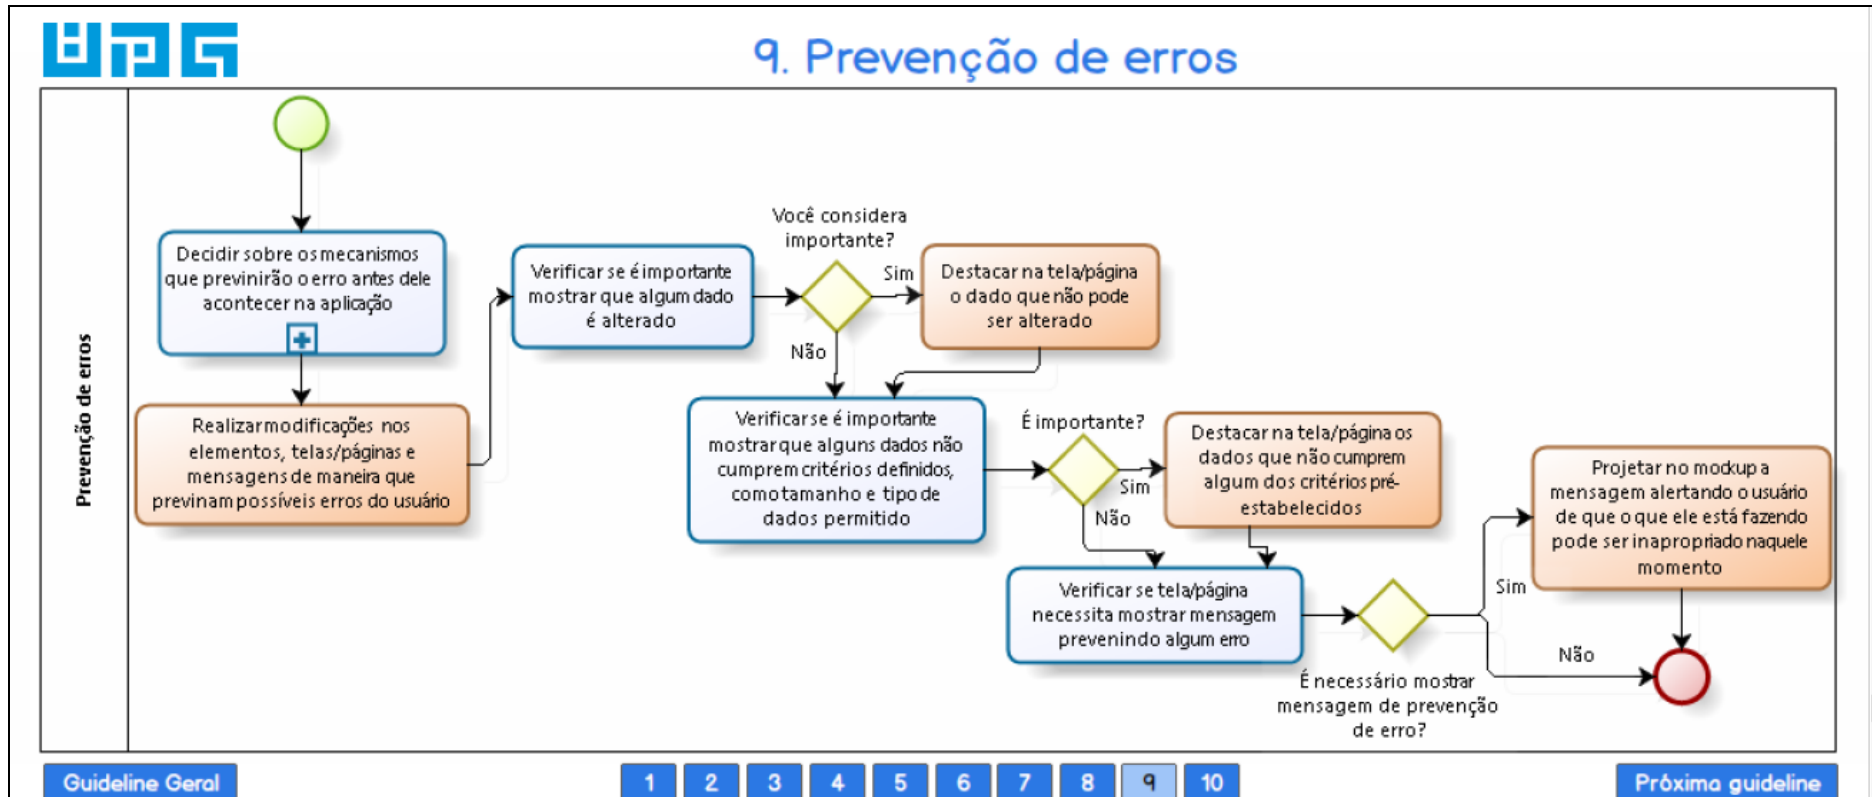 UPG
9. Prevenção de erros
Prevenção de erros
Decidir sobre os mecanismos
que previnirão o erro antes dele
acontecer na aplicação
Realizar modificações nos
elementos, telas/páginas e
mensagens de maneira que
previnam possíveis erros do usuário
Verificar se é importante
mostrar que algum dado
é alterado
Você considera
importante?
Sim
Não
Destacar na tela/página
o dado que não pode
ser alterado
Verificar se é importante
mostrar que alguns dados não
cumprem critérios definidos,
como tamanho e tipo de
dados permitido
É importante?
Sim
Não
Destacar na tela/página os
dados que não cumprem
algum dos critérios pré-
estabelecidos
Verificar se tela/página
necessita mostrar mensagem
prevenindo algum erro
É necessário mostrar
mensagem de prevenção
de erro?
Sim
Não
Projetar no mockup a
mensagem alertando o usuário
de que o que ele está fazendo
pode ser inapropriado naquele
momento
Guideline Geral
1 2 3 4 5 6 7 8 9 10
Próxima guideline